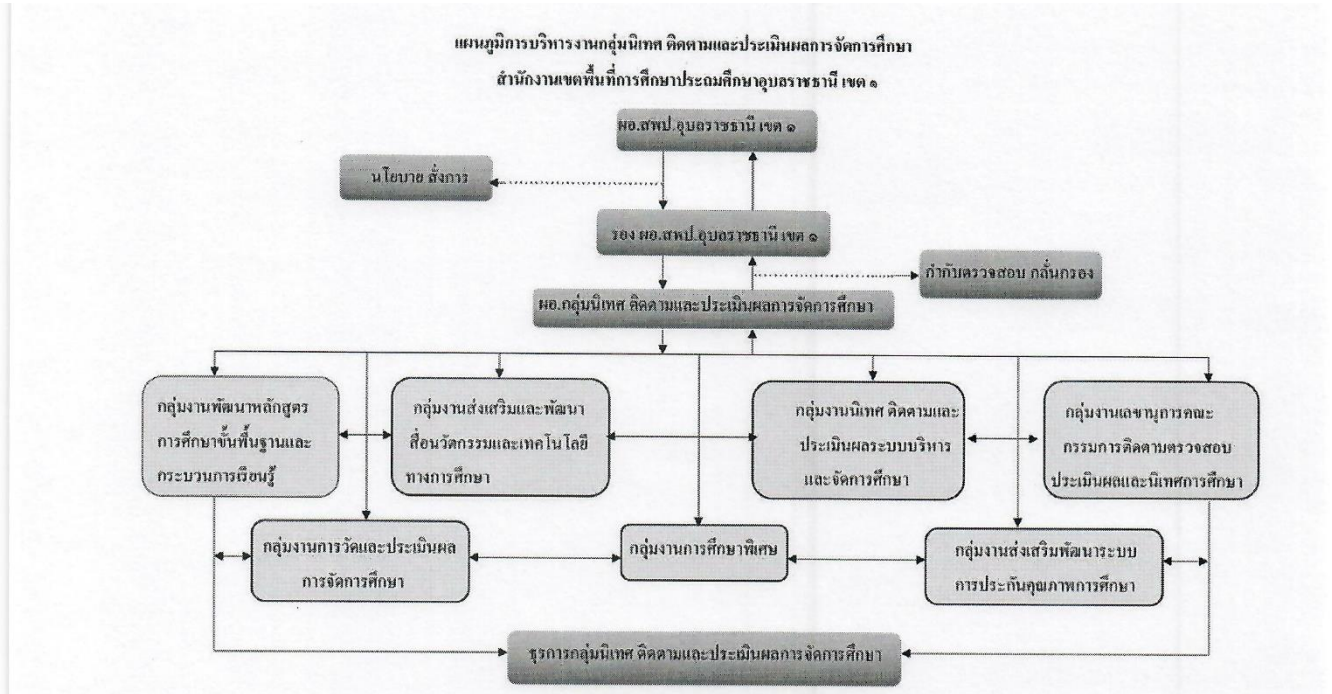 แผนภูมิการบริหารงานกลุ่มนิเทศ ติดตามและประเมินผลการจัดการศึกษา
สำนักงานเขตพื้นที่การศึกษาประถมศึกษาอุบลราชธานี เขต ๑
ผอ.สพป.อุบลราชธานี เขต ๑
นโยบาย สั่งการ
รอง ผอ.สพป.อุบลราชธานี เขต ๑
กำกับตรวจสอบ กลั่นกรอง
ผอ.กลุ่มนิเทศ ติดตามและประเมินผลการจัดการศึกษา
กลุ่มงานพัฒนาหลักสูตร
การศึกษาขั้นพื้นฐานและ
กระบวนการเรียนรู้
กลุ่มงานส่งเสริมและพัฒนา
สื่อนวัตกรรมและเทคโนโลยี
ทางการศึกษา
กลุ่มงานนิเทศ ติดตามและ
ประเมินผลระบบบริหาร
และจัดการศึกษา
กลุ่มงานเลขานุการคณะ
กรรมการติดตามตรวจสอบ
ประเมินผลและนิเทศการศึกษา
กลุ่มงานการวัดและประเมินผล
การจัดการศึกษา
กลุ่มงานการศึกษาพิเศษ
กลุ่มงานส่งเสริมพัฒนาระบบ
การประกันคุณภาพการศึกษา
ธุรการกลุ่มนิเทศ ติดตามและประเมินผลการจัดการศึกษา